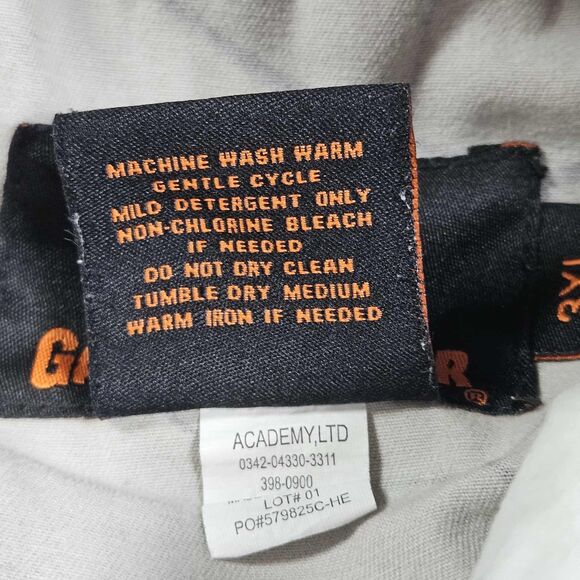 MACHINE WASH WARM
GENTLE CYCLE
MILD DETERGENT ONLY
NON-CHLORINE BLEACH
IF NEEDED
DO NOT DRY CLEAN
TUMBLE DRY MEDIUM
WARM IRON IF NEEDED
G
R®
ACADEMY,LTD
0342-04330-3311
398-0900
LOT# 01
PO#579825C-HE